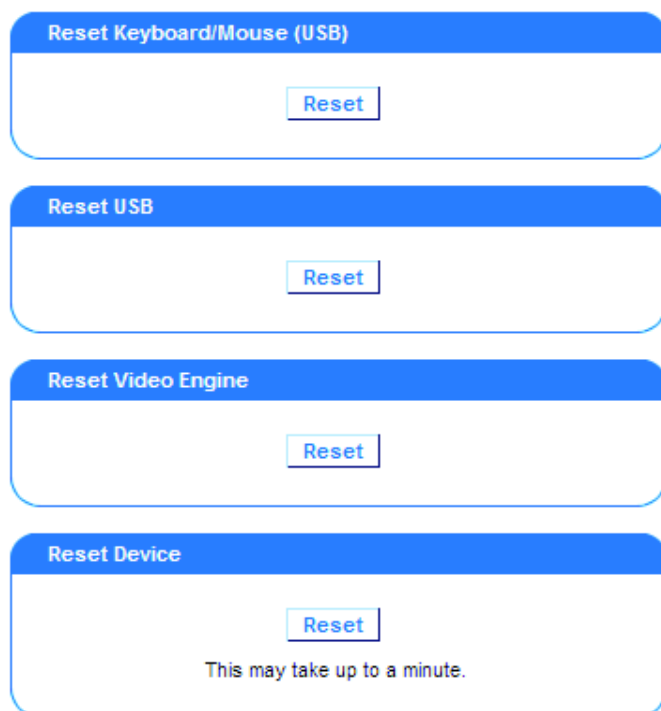 Reset Keyboard/Mouse (USB)
Reset
Reset USB
Reset
Reset Video Engine
Reset
Reset Device
Reset
This may take up to a minute.